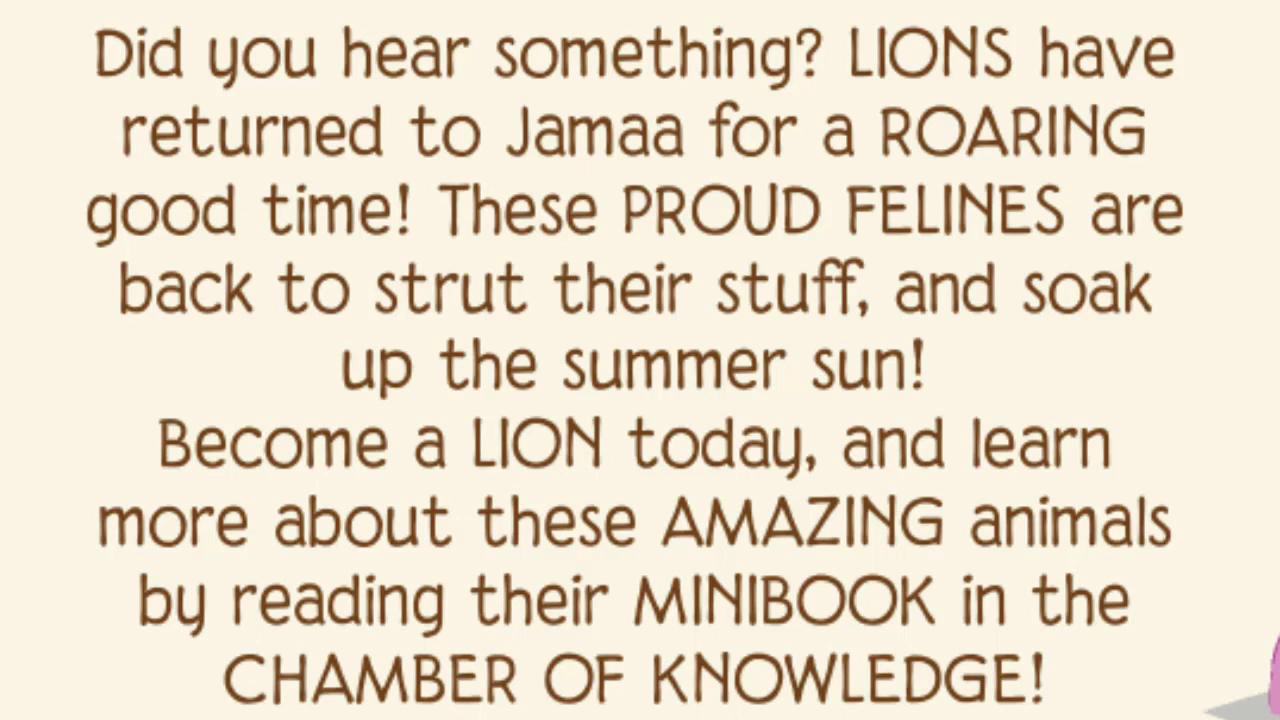 Did you hear something? LIONS have
returned to Jamaa for a ROARING
good time! These PROUD FELINES are
back to strut their stuff, and soak
up the summer sun!
Become a LION today, and learn
more about these AMAZING animals
by reading their MINIBOOK in the
CHAMBER OF KNOWLEDGE!